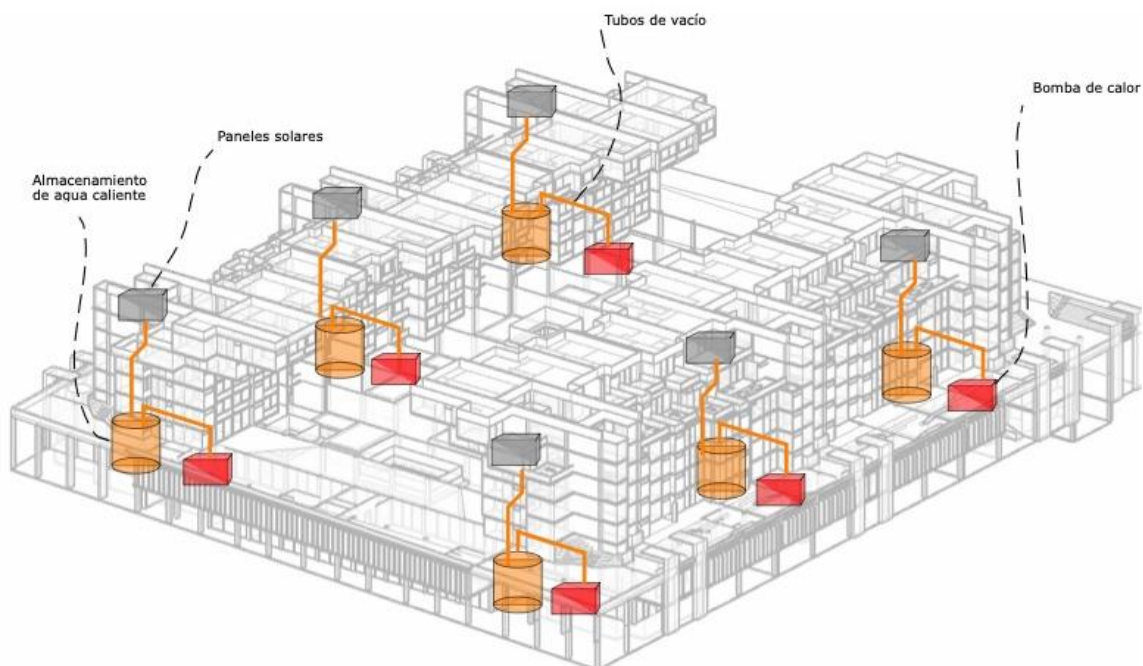 Tubos de vacío
Bomba de calor
Paneles solares
Almacenamiento
de agua caliente